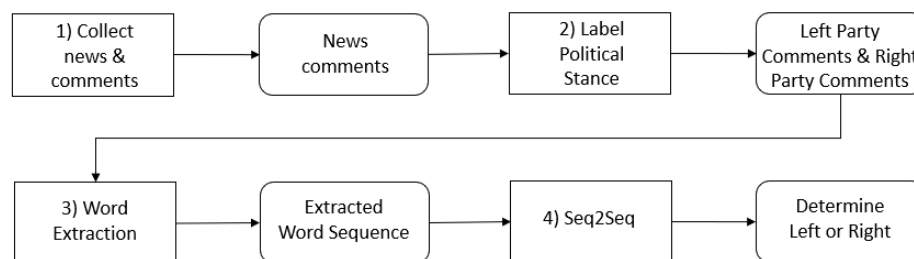 1) Collect
news &
comments
News
comments
2) Label
Political
Stance
Left Party
Comments & Right
Party Comments
3) Word
Extraction
Extracted
Word Sequence
4) Seq2Seq
Determine
Left or Right